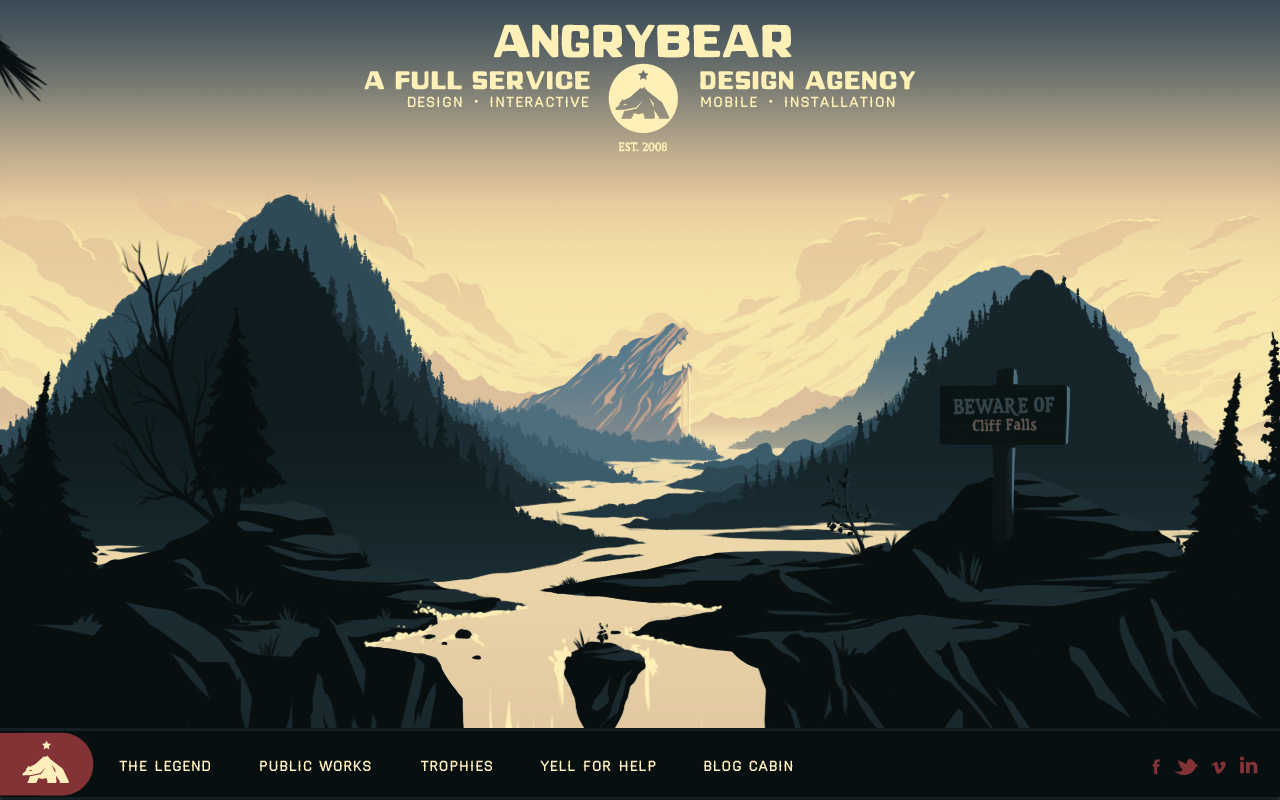 ANGRYBEAR
A FULL SERVICE DESIGN AGENCY
DESIGN • INTERACTIVE MOBILE • INSTALLATION
EST. 2008
BEWARE OF
Cliff Falls
THE LEGEND PUBLIC WORKS TROPHIES YELL FOR HELP BLOG CABIN